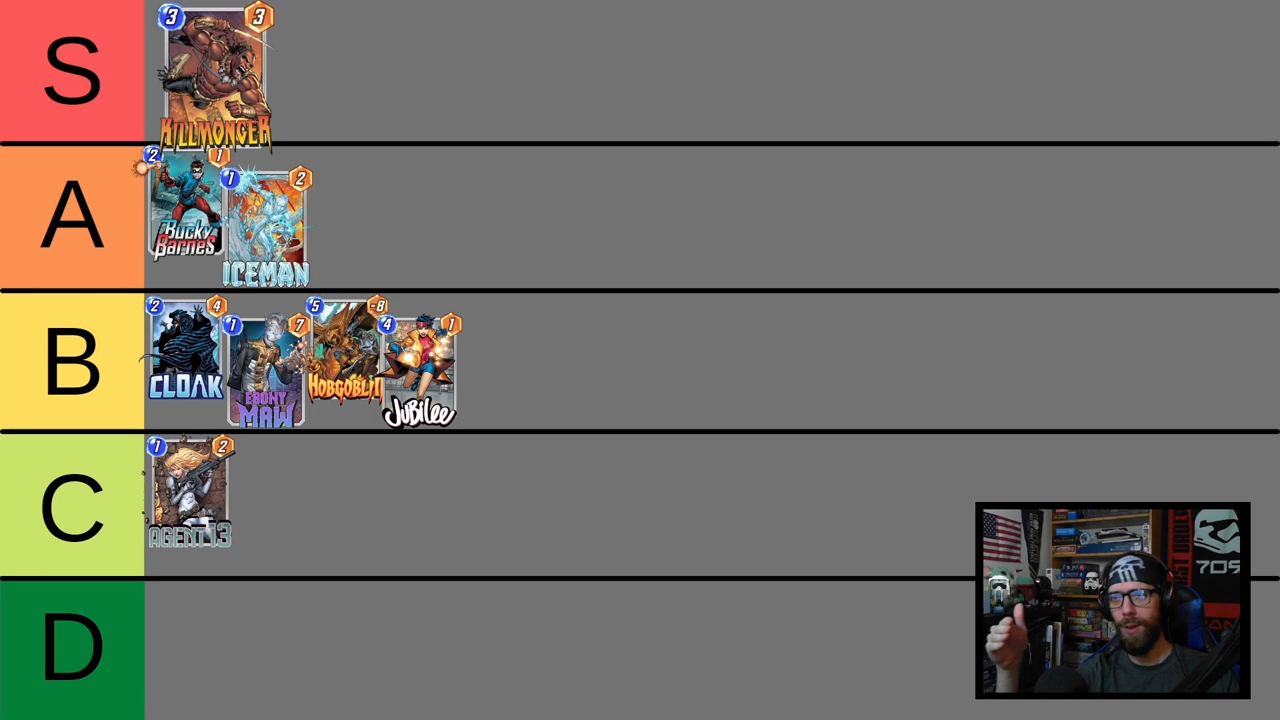 S
3 3
KILLMONGER
A
2 1
Bucky
Barnes
1 2
ICEMAN
B
2 4
CLOAK
1 7
EBONY
MAW
5 -8
HOBGOBLIN
4 1
JUBILEE
C
1 2
AGENT 13
D
709